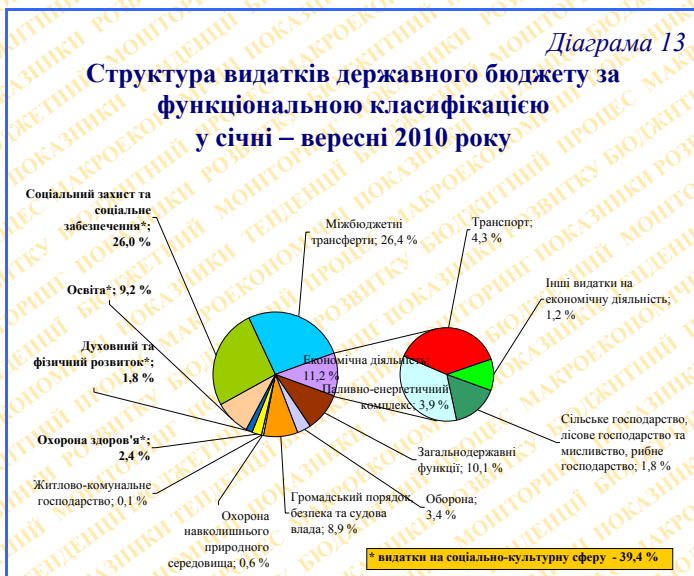 Діаграма 13
Структура видатків державного бюджету за
функціональною класифікацією
у січні – вересні 2010 року
Соціальний захист та
соціальне
забезпечення*;
26,0 %
Міжбюджетні
трансферти; 26,4 %
Транспорт;
4,3 %
Інші видатки на
економічну діяльність;
1,2 %
Освіта*; 9,2 %
Духовний та
фізичний розвиток*;
1,8 %
Економічна діяльність;
11,2 %
Паливно-енергетичний
комплекс; 3,9 %
Охорона здоров'я*;
2,4 %
Сільське господарство,
лісове господарство та
мисливство, рибне
господарство; 1,8 %
Загальнодержавні
функції; 10,1 %
Житлово-комунальне
господарство; 0,1 %
Охорона
навколишнього
природного
середовища; 0,6 %
Громадський порядок,
безпека та судова
влада; 8,9 %
Оборона;
3,4 %
* видатки на соціально-культурну сферу - 39,4 %